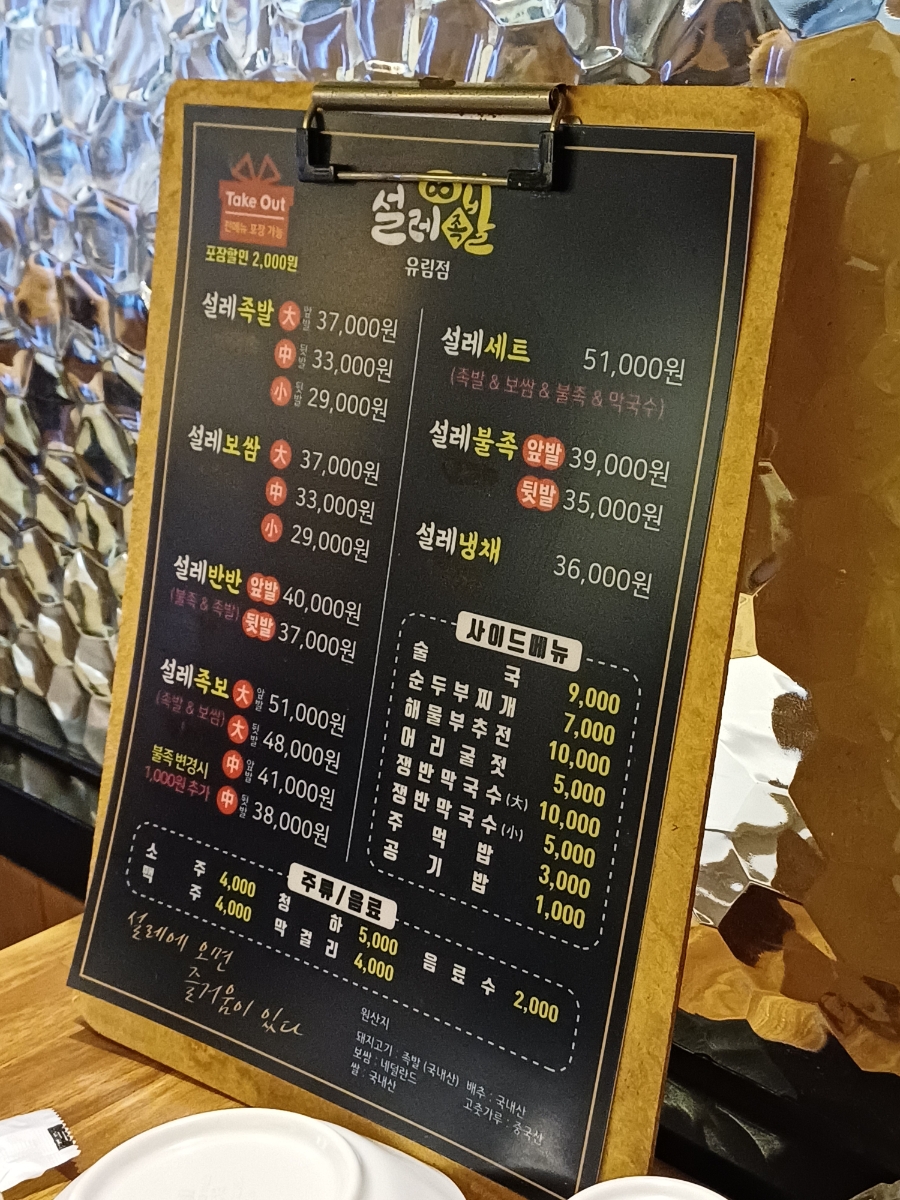 Take Out
전메뉴 포장 가능
포장할인 2,000원
설레족발
유림점
설레족발 大 앞발 37,000원
中 뒷발 33,000원
小 뒷발 29,000원
설레보쌈 大 37,000원
中 33,000원
小 29,000원
설레반반 앞발 40,000원
(불족 & 족발) 뒷발 37,000원
설레족보 大 앞발 51,000원
(족발 & 보쌈) 大 뒷발 48,000원
불족변경시 中 앞발 41,000원
1,000원 추가 中 뒷발 38,000원
설레세트 51,000원
(족발 & 보쌈 & 불족 & 막국수)
설레불족 앞발 39,000원
뒷발 35,000원
설레냉채 36,000원
사이드메뉴
술국 9,000
순두부찌개 7,000
해물부추전 10,000
어리굴젓 5,000
쟁반막국수(大) 10,000
쟁반막국수(小) 5,000
주먹밥 3,000
공기밥 1,000
주류/음료
소주 4,000 청하 5,000 음료수 2,000
맥주 4,000 막걸리 4,000
설레에 오면
즐거움이 있다
원산지
돼지고기 : 족발 (국내산) 배추 : 국내산
보쌈 : 네덜란드 고춧가루 : 중국산
쌀 : 국내산